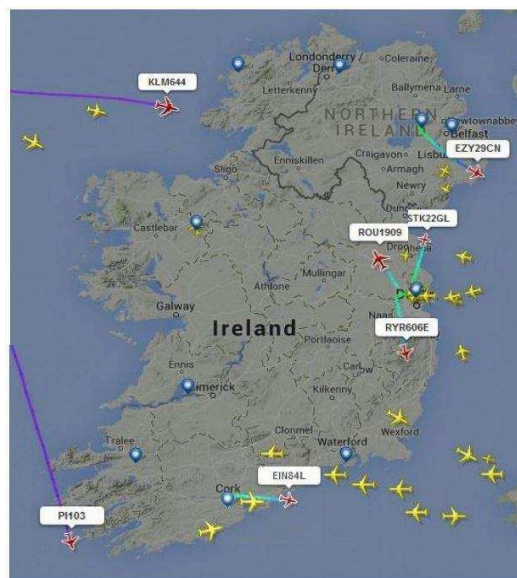 Londonderry /
Derry
Coleraine
KLM644
Letterkenny
Ballymena
Larne
NORTHERN
IRELAND
Newtownabbey
Belfast
Lisburn
EZY29CN
Craigavon
Armagh
Enniskillen
Sligo
Newry
STK22GL
ROU1909
Castlebar
Mullingar
Athlone
Galway
Naas
Ireland
Portlaoise
RYR606E
Ennis
Limerick
Carlow
Kilkenny
Clonmel
Wexford
Tralee
Waterford
Cork
EIN84L
PI103